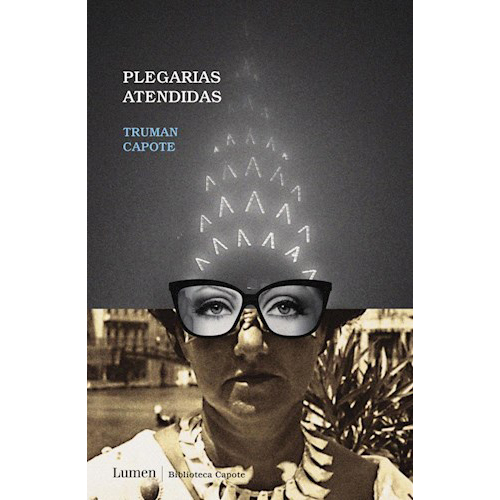 PLEGARIAS
ATENDIDAS
TRUMAN
CAPOTE
Lumen | Biblioteca Capote